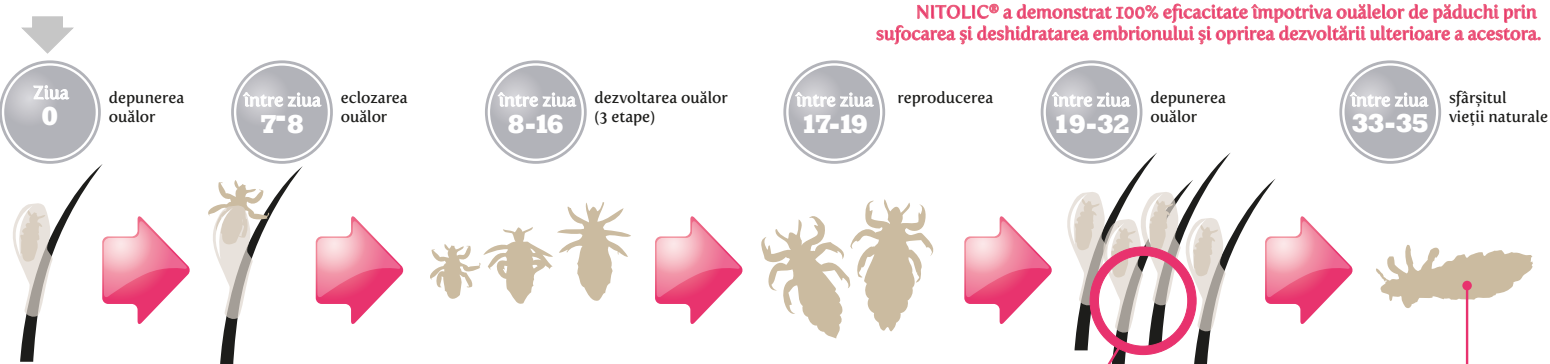 NITOLIC® a demonstrat 100% eficacitate împotriva ouălelor de păduchi prin
sufocarea și deshidratarea embrionului și oprirea dezvoltării ulterioare a acestora.
Ziua
0
depunerea
ouălor
între ziua
7-8
eclozarea
ouălor
între ziua
8-16
dezvoltarea ouălor
(3 etape)
între ziua
17-19
reproducerea
între ziua
19-32
depunerea
ouălor
între ziua
33-35
sfârșitul
vieții naturale